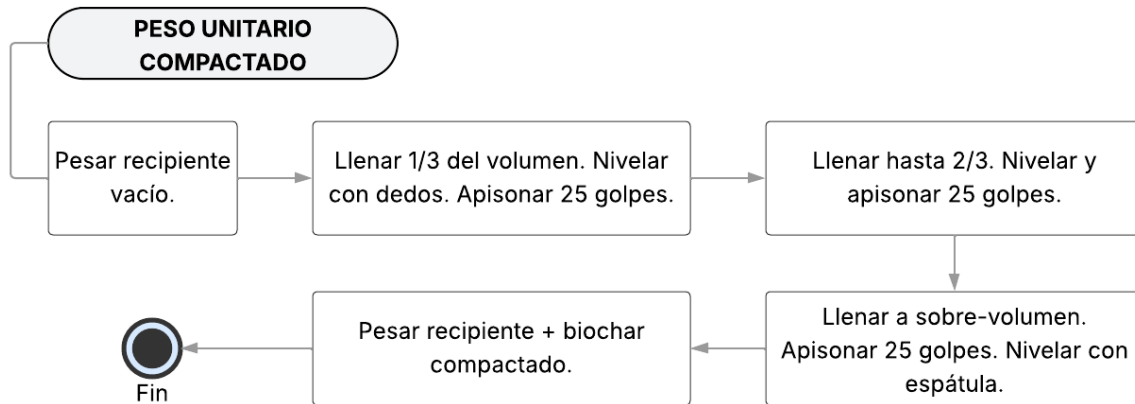 PESO UNITARIO
COMPACTADO
Pesar recipiente
vacío.
Llenar 1/3 del volumen. Nivelar
con dedos. Apisonar 25 golpes.
Llenar hasta 2/3. Nivelar y
apisonar 25 golpes.
Llenar a sobre-volumen.
Apisonar 25 golpes. Nivelar con
espátula.
Pesar recipiente + biochar
compactado.
Fin